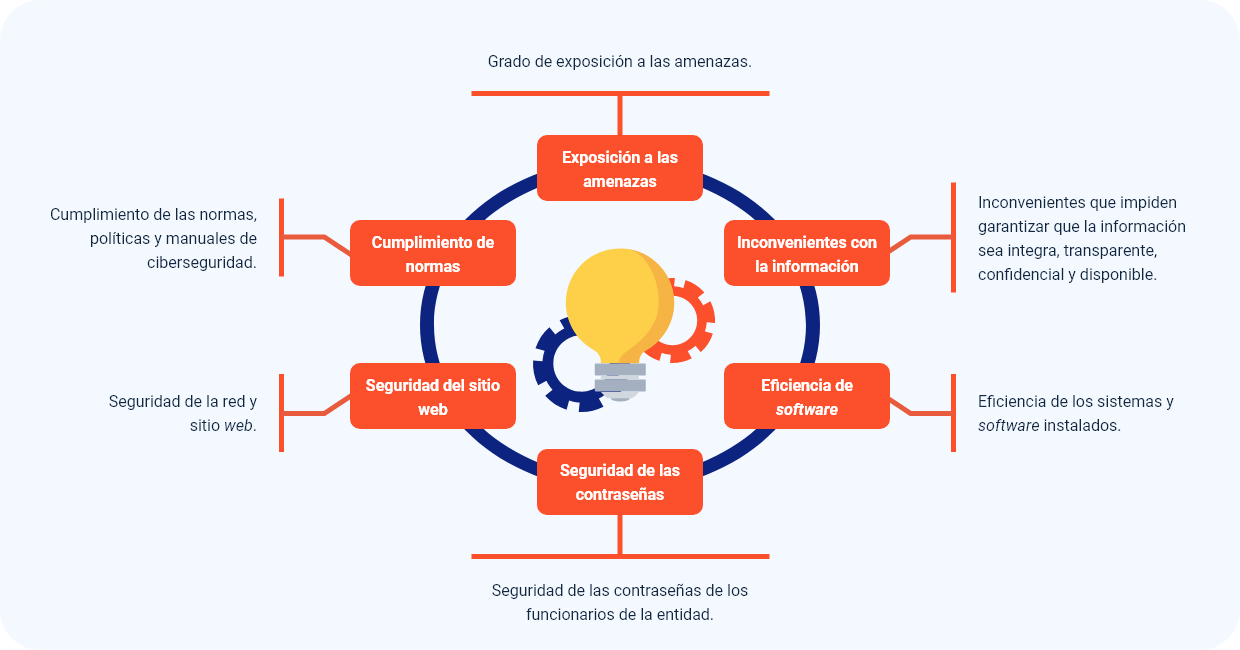 Grado de exposición a las amenazas.
Exposición a las
amenazas
Inconvenientes con
la información
Inconvenientes que impiden
garantizar que la información
sea integra, transparente,
confidencial y disponible.
Eficiencia de
software
Eficiencia de los sistemas y
software instalados.
Seguridad de las
contraseñas
Seguridad de las contraseñas de los
funcionarios de la entidad.
Seguridad del sitio
web
Seguridad de la red y
sitio web.
Cumplimiento de
normas
Cumplimiento de las normas,
políticas y manuales de
ciberseguridad.